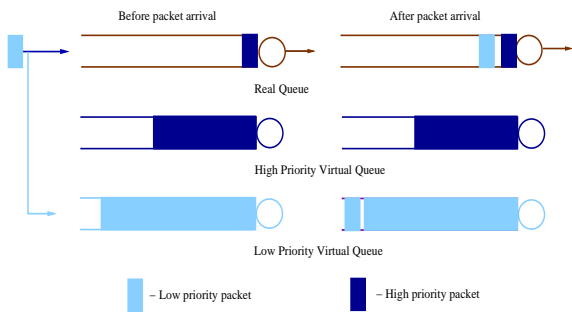 Before packet arrival
After packet arrival
Real Queue
High Priority Virtual Queue
Low Priority Virtual Queue
– Low priority packet
– High priority packet